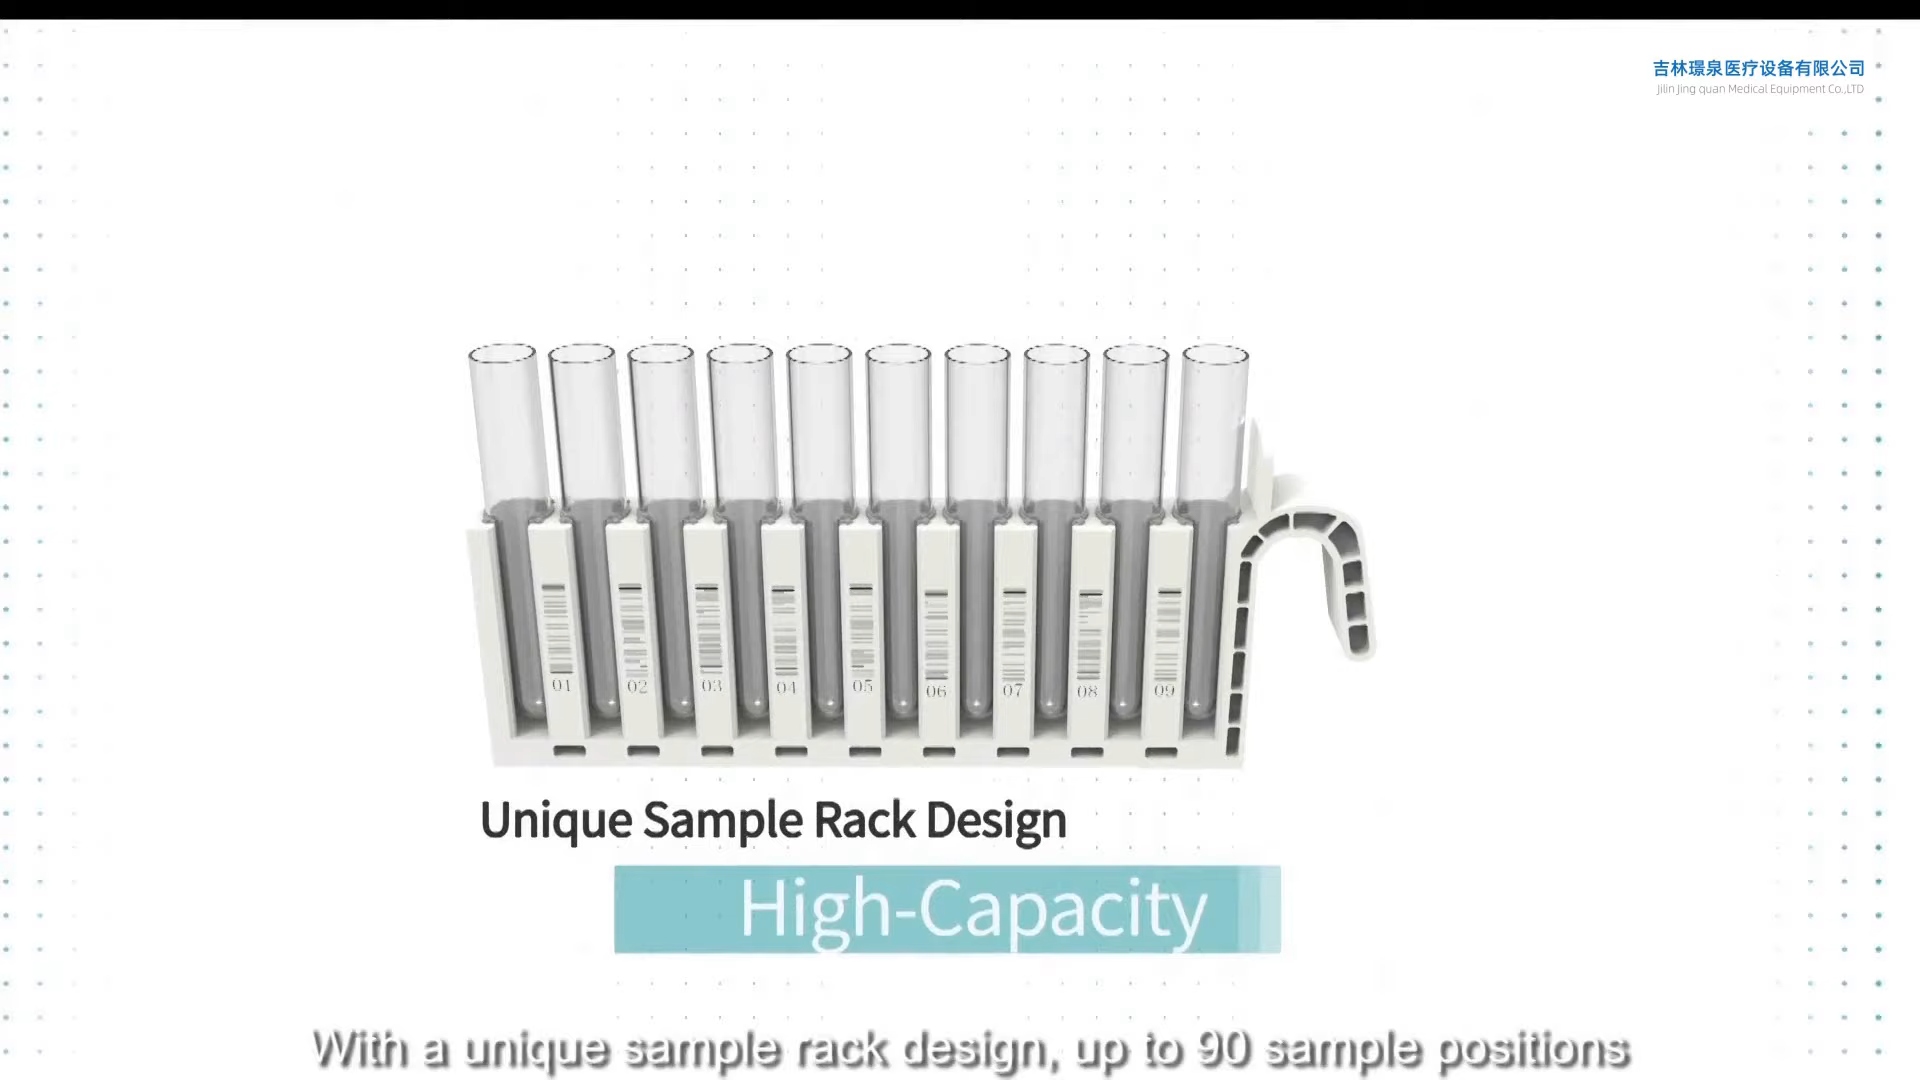 吉林璟泉医疗设备有限公司
Jilin Jing quan Medical Equipment Co.,LTD
01 02 03 04 05 06 07 08 09
Unique Sample Rack Design
High-Capacity
With a unique sample rack design, up to 90 sample positions